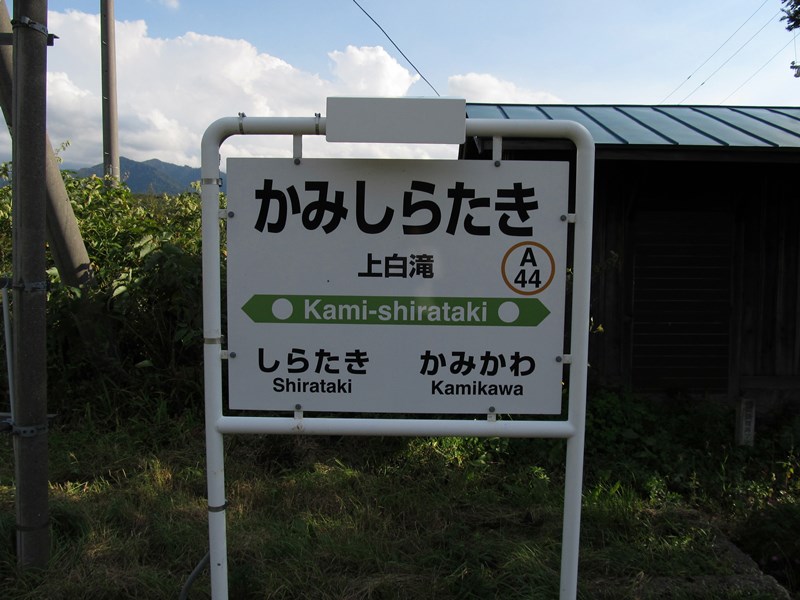 かみしらたき
上白滝
A
44
Kami-shirataki
しらたき かみかわ
Shirataki Kamikawa